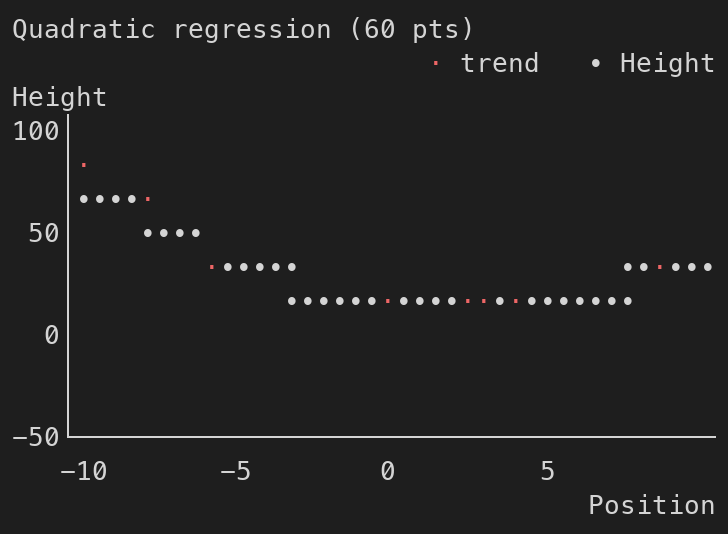 Quadratic regression (60 pts)
· trend • Height
Height
100
50
0
−50
−10 −5 0 5
Position